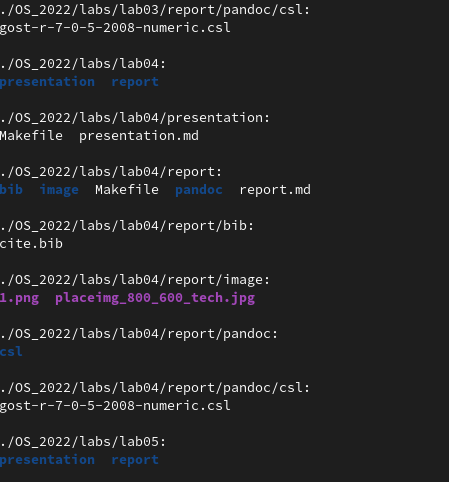 ./OS_2022/labs/lab03/report/pandoc/csl:
gost-r-7-0-5-2008-numeric.csl
./OS_2022/labs/lab04:
presentation  report
./OS_2022/labs/lab04/presentation:
Makefile  presentation.md
./OS_2022/labs/lab04/report:
bib  image  Makefile  pandoc  report.md
./OS_2022/labs/lab04/report/bib:
cite.bib
./OS_2022/labs/lab04/report/image:
1.png  placeimg_800_600_tech.jpg
./OS_2022/labs/lab04/report/pandoc:
csl
./OS_2022/labs/lab04/report/pandoc/csl:
gost-r-7-0-5-2008-numeric.csl
./OS_2022/labs/lab05:
presentation  report